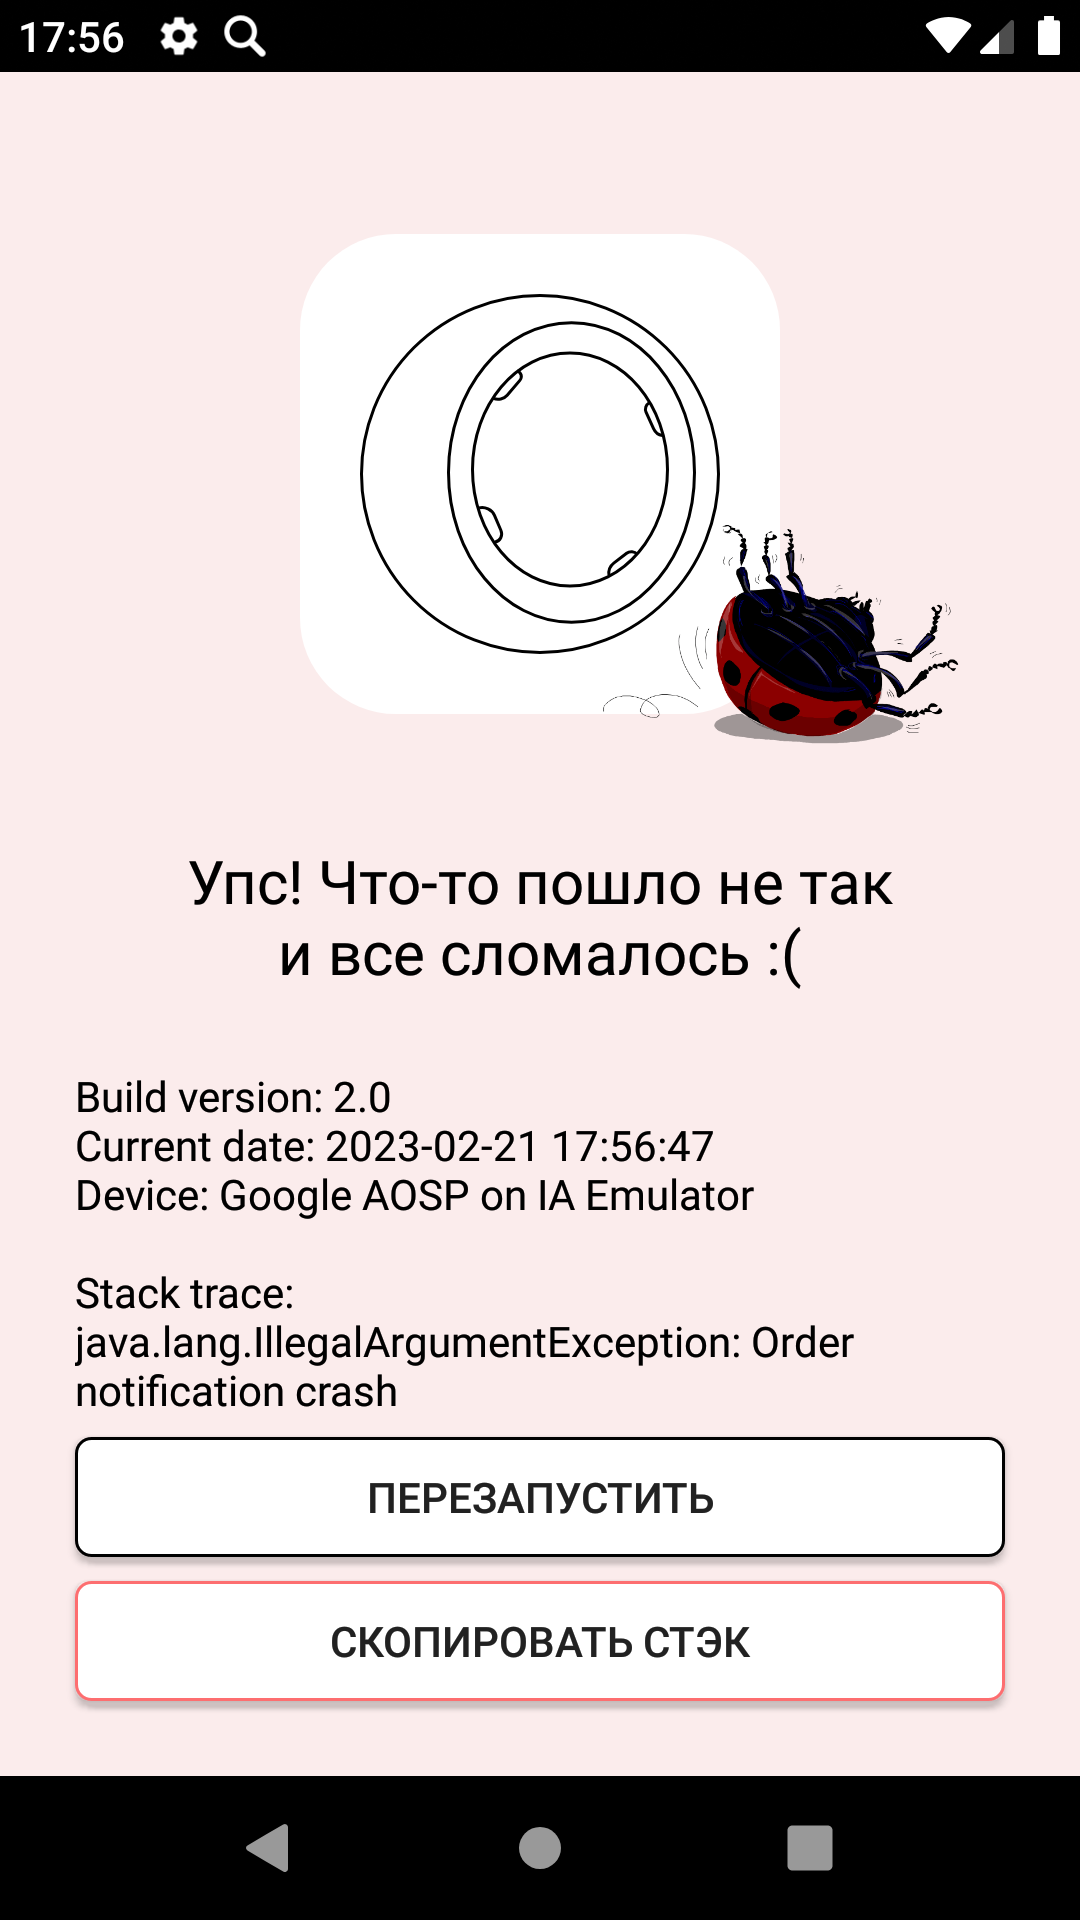 17:56
Упс! Что-то пошло не так
и все сломалось :(
Build version: 2.0
Current date: 2023-02-21 17:56:47
Device: Google AOSP on IA Emulator
Stack trace:
java.lang.IllegalArgumentException: Order
notification crash
ПЕРЕЗАПУСТИТЬ
СКОПИРОВАТЬ СТЭК